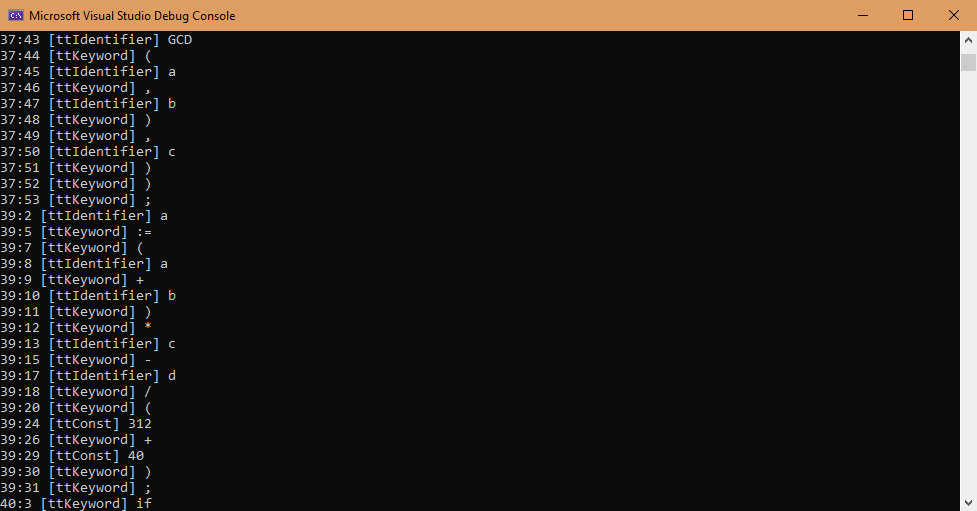 Microsoft Visual Studio Debug Console
37:43 [ttIdentifier] GCD
37:44 [ttKeyword] (
37:45 [ttIdentifier] a
37:46 [ttKeyword] ,
37:47 [ttIdentifier] b
37:48 [ttKeyword] )
37:49 [ttKeyword] ,
37:50 [ttIdentifier] c
37:51 [ttKeyword] )
37:52 [ttKeyword] )
37:53 [ttKeyword] ;
39:2 [ttIdentifier] a
39:5 [ttKeyword] :=
39:7 [ttKeyword] (
39:8 [ttIdentifier] a
39:9 [ttKeyword] +
39:10 [ttIdentifier] b
39:11 [ttKeyword] )
39:12 [ttKeyword] *
39:13 [ttIdentifier] c
39:15 [ttKeyword] -
39:17 [ttIdentifier] d
39:18 [ttKeyword] /
39:20 [ttKeyword] (
39:24 [ttConst] 312
39:26 [ttKeyword] +
39:29 [ttConst] 40
39:30 [ttKeyword] )
39:31 [ttKeyword] ;
40:3 [ttKeyword] if